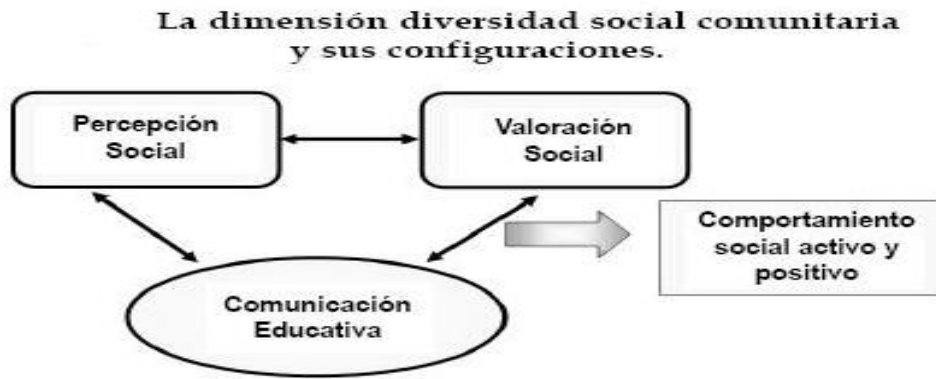 La dimensión diversidad social comunitaria
y sus configuraciones.
Percepción
Social
Valoración
Social
Comportamiento
social activo y
positivo
Comunicación
Educativa